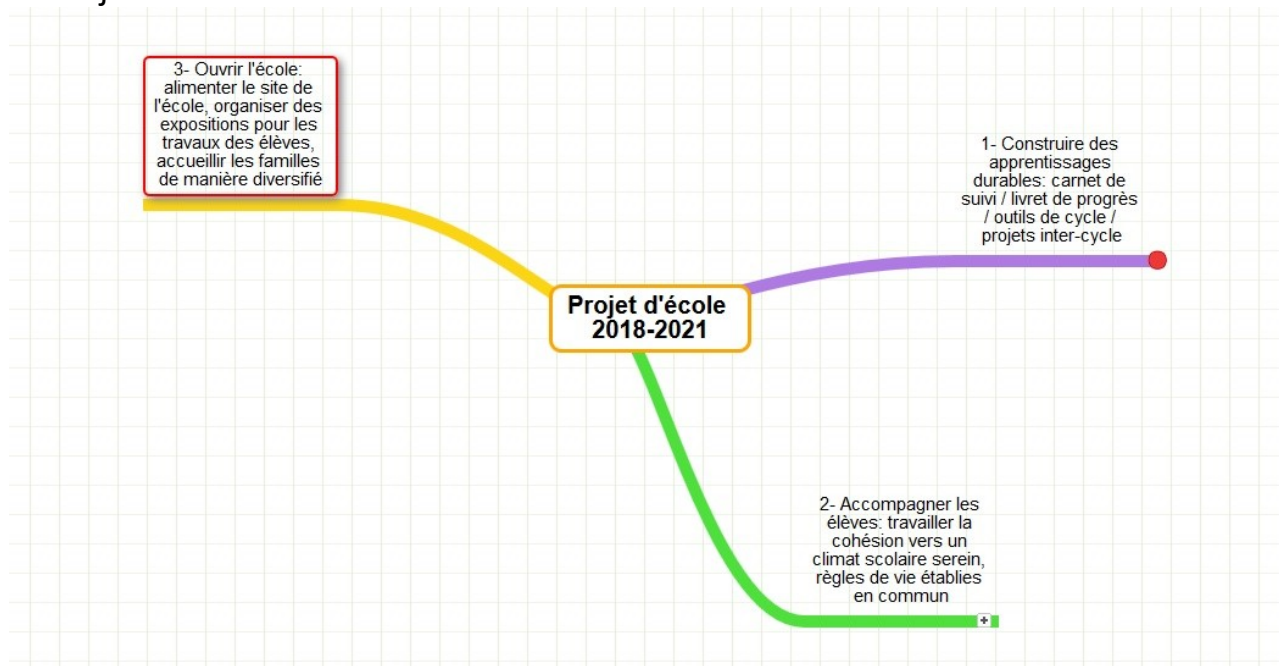 3- Ouvrir l'école:
alimenter le site de
l'école, organiser des
expositions pour les
travaux des élèves,
accueillir les familles
de manière diversifié
1- Construire des
apprentissages
durables: carnet de
suivi / livret de progrès
/ outils de cycle /
projets inter-cycle
Projet d'école
2018-2021
2- Accompagner les
élèves: travailler la
cohésion vers un
climat scolaire serein,
règles de vie établies
en commun